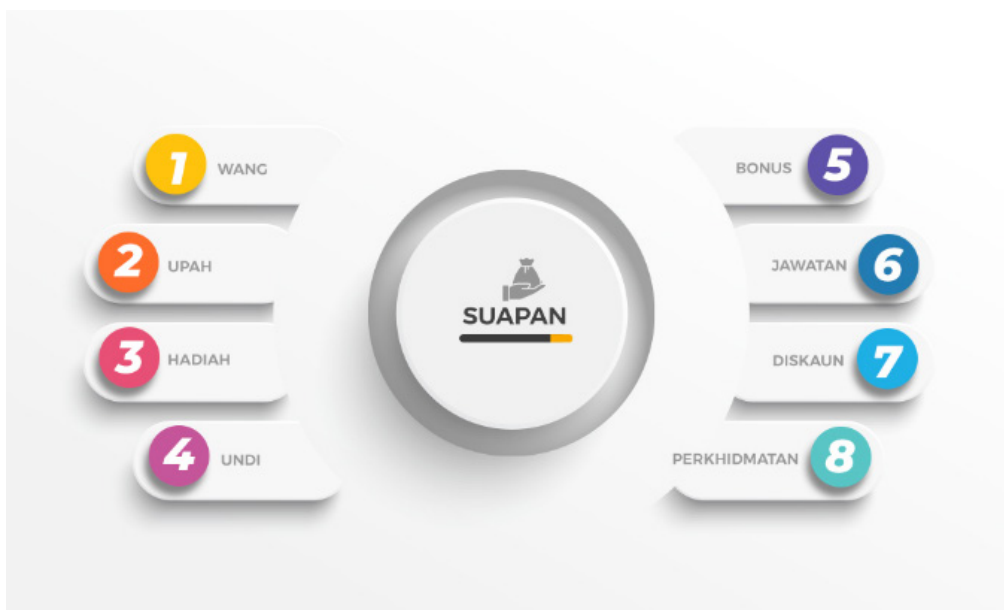 1 WANG
2 UPAH
3 HADIAH
4 UNDI
SUAPAN
BONUS 5
JAWATAN 6
DISKAUN 7
PERKHIDMATAN 8